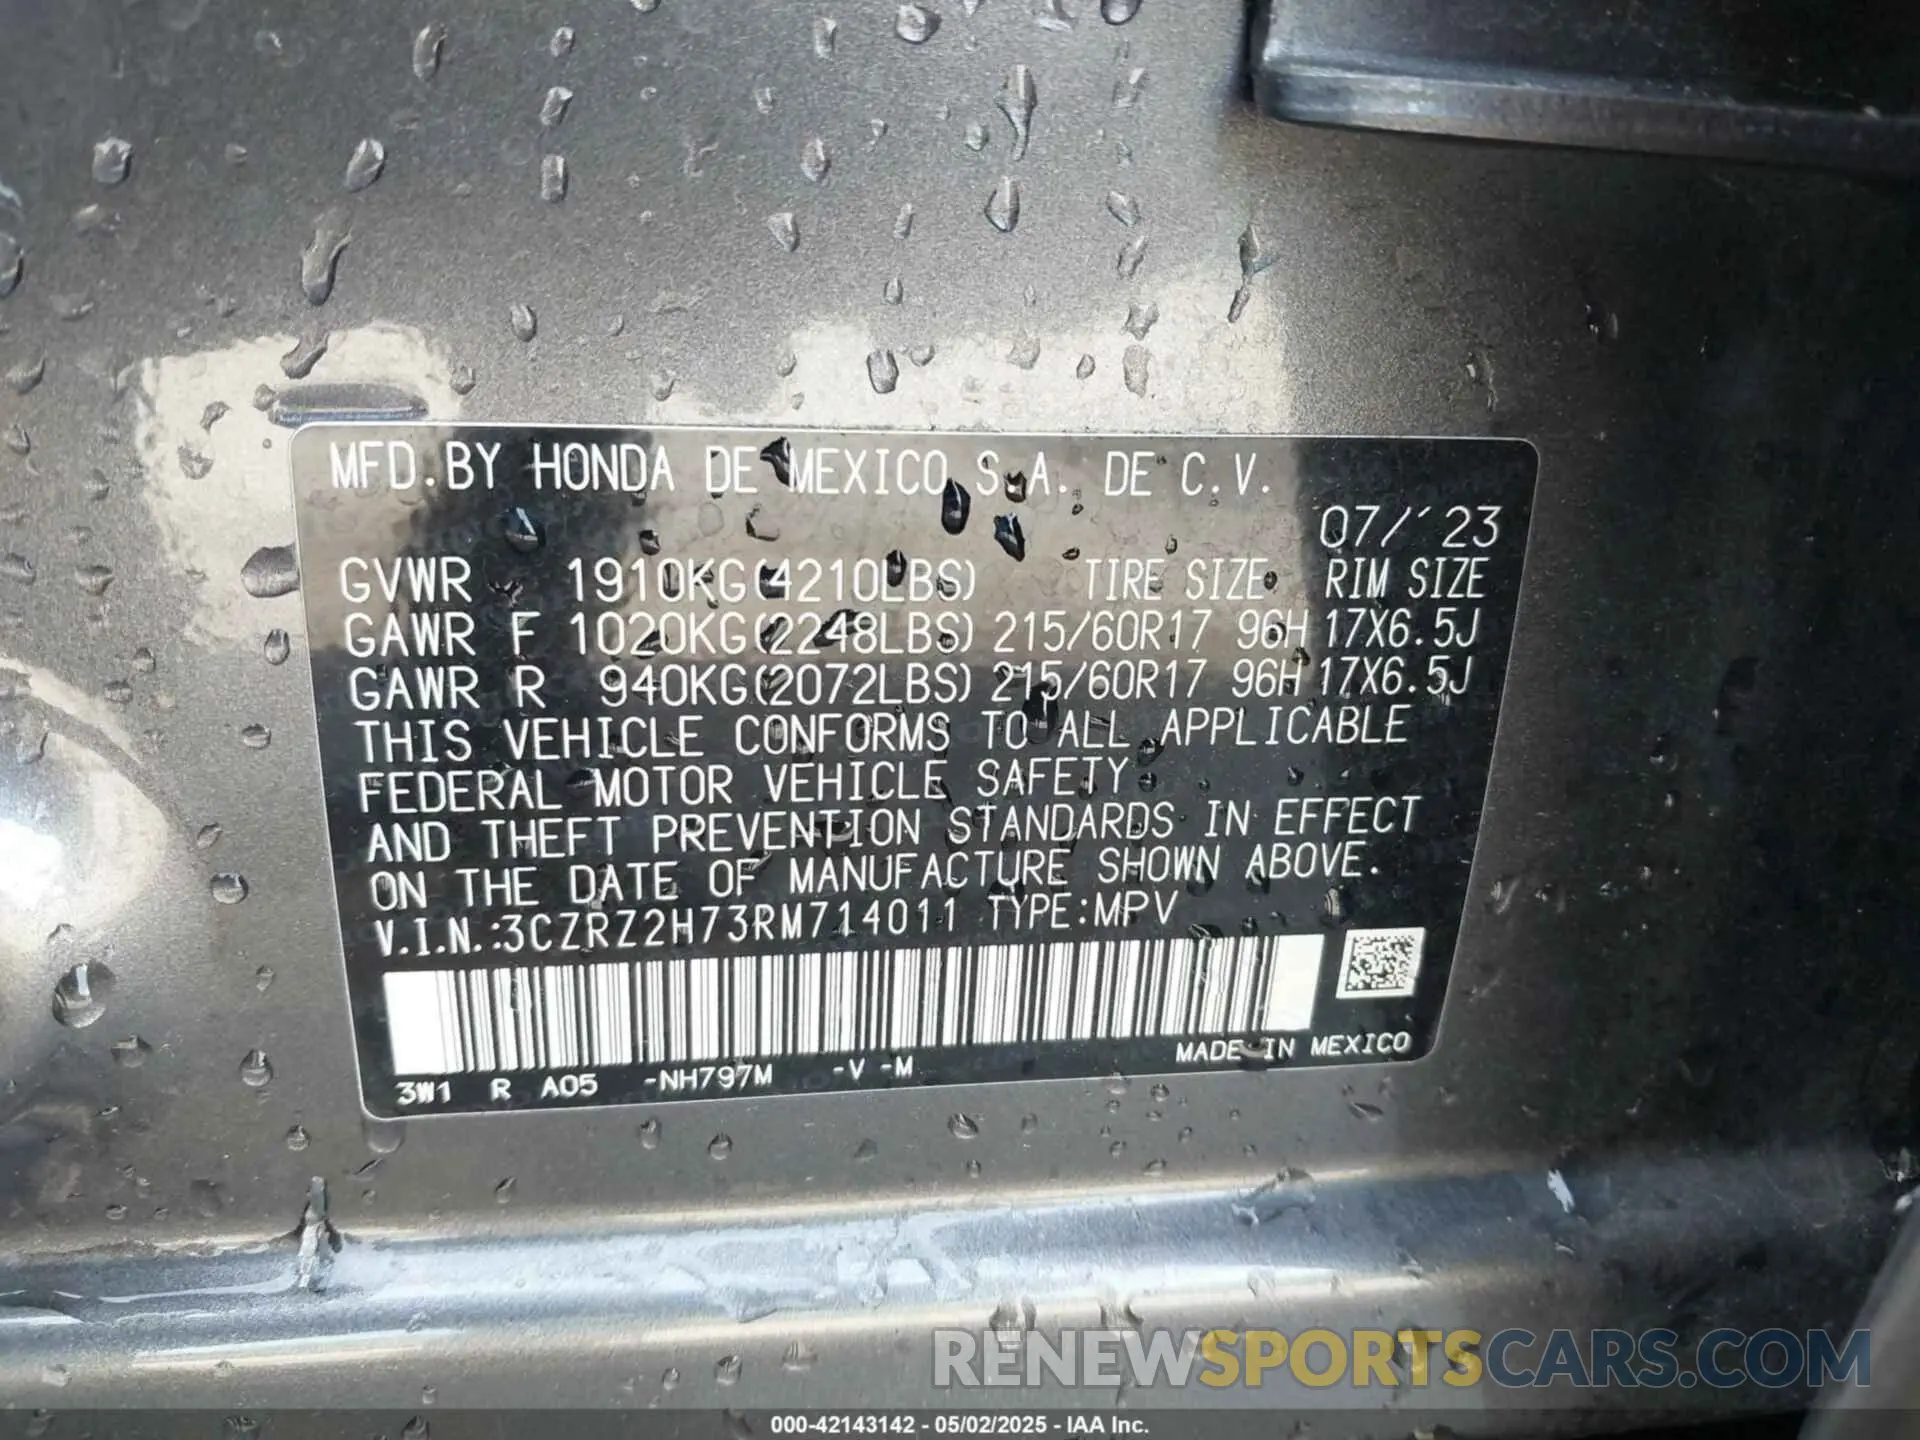 MFD.BY HONDA DE MEXICO S.A. DE C.V.
07/´23
GVWR 1910KG(4210LBS) TIRE SIZE RIM SIZE
GAWR F 1020KG(2248LBS) 215/60R17 96H 17X6.5J
GAWR R 940KG(2072LBS) 215/60R17 96H 17X6.5J
THIS VEHICLE CONFORMS TO ALL APPLICABLE
FEDERAL MOTOR VEHICLE SAFETY
AND THEFT PREVENTION STANDARDS IN EFFECT
ON THE DATE OF MANUFACTURE SHOWN ABOVE.
V.I.N.:3CZRZ2H73RM714011 TYPE:MPV
MADE IN MEXICO
3W1 R A05 -NH797M -V -M
RENEWSPORTSCARS.COM
000-42143142 - 05/02/2025 - IAA Inc.